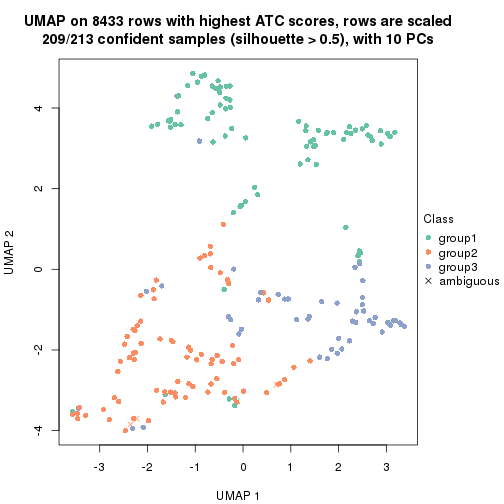 UMAP on 8433 rows with highest ATC scores, rows are scaled
209/213 confident samples (silhouette > 0.5), with 10 PCs
4
2
0
-2
-4
UMAP 2
-3
-2
-1
0
1
2
3
UMAP 1
Class
group1
group2
group3
ambiguous